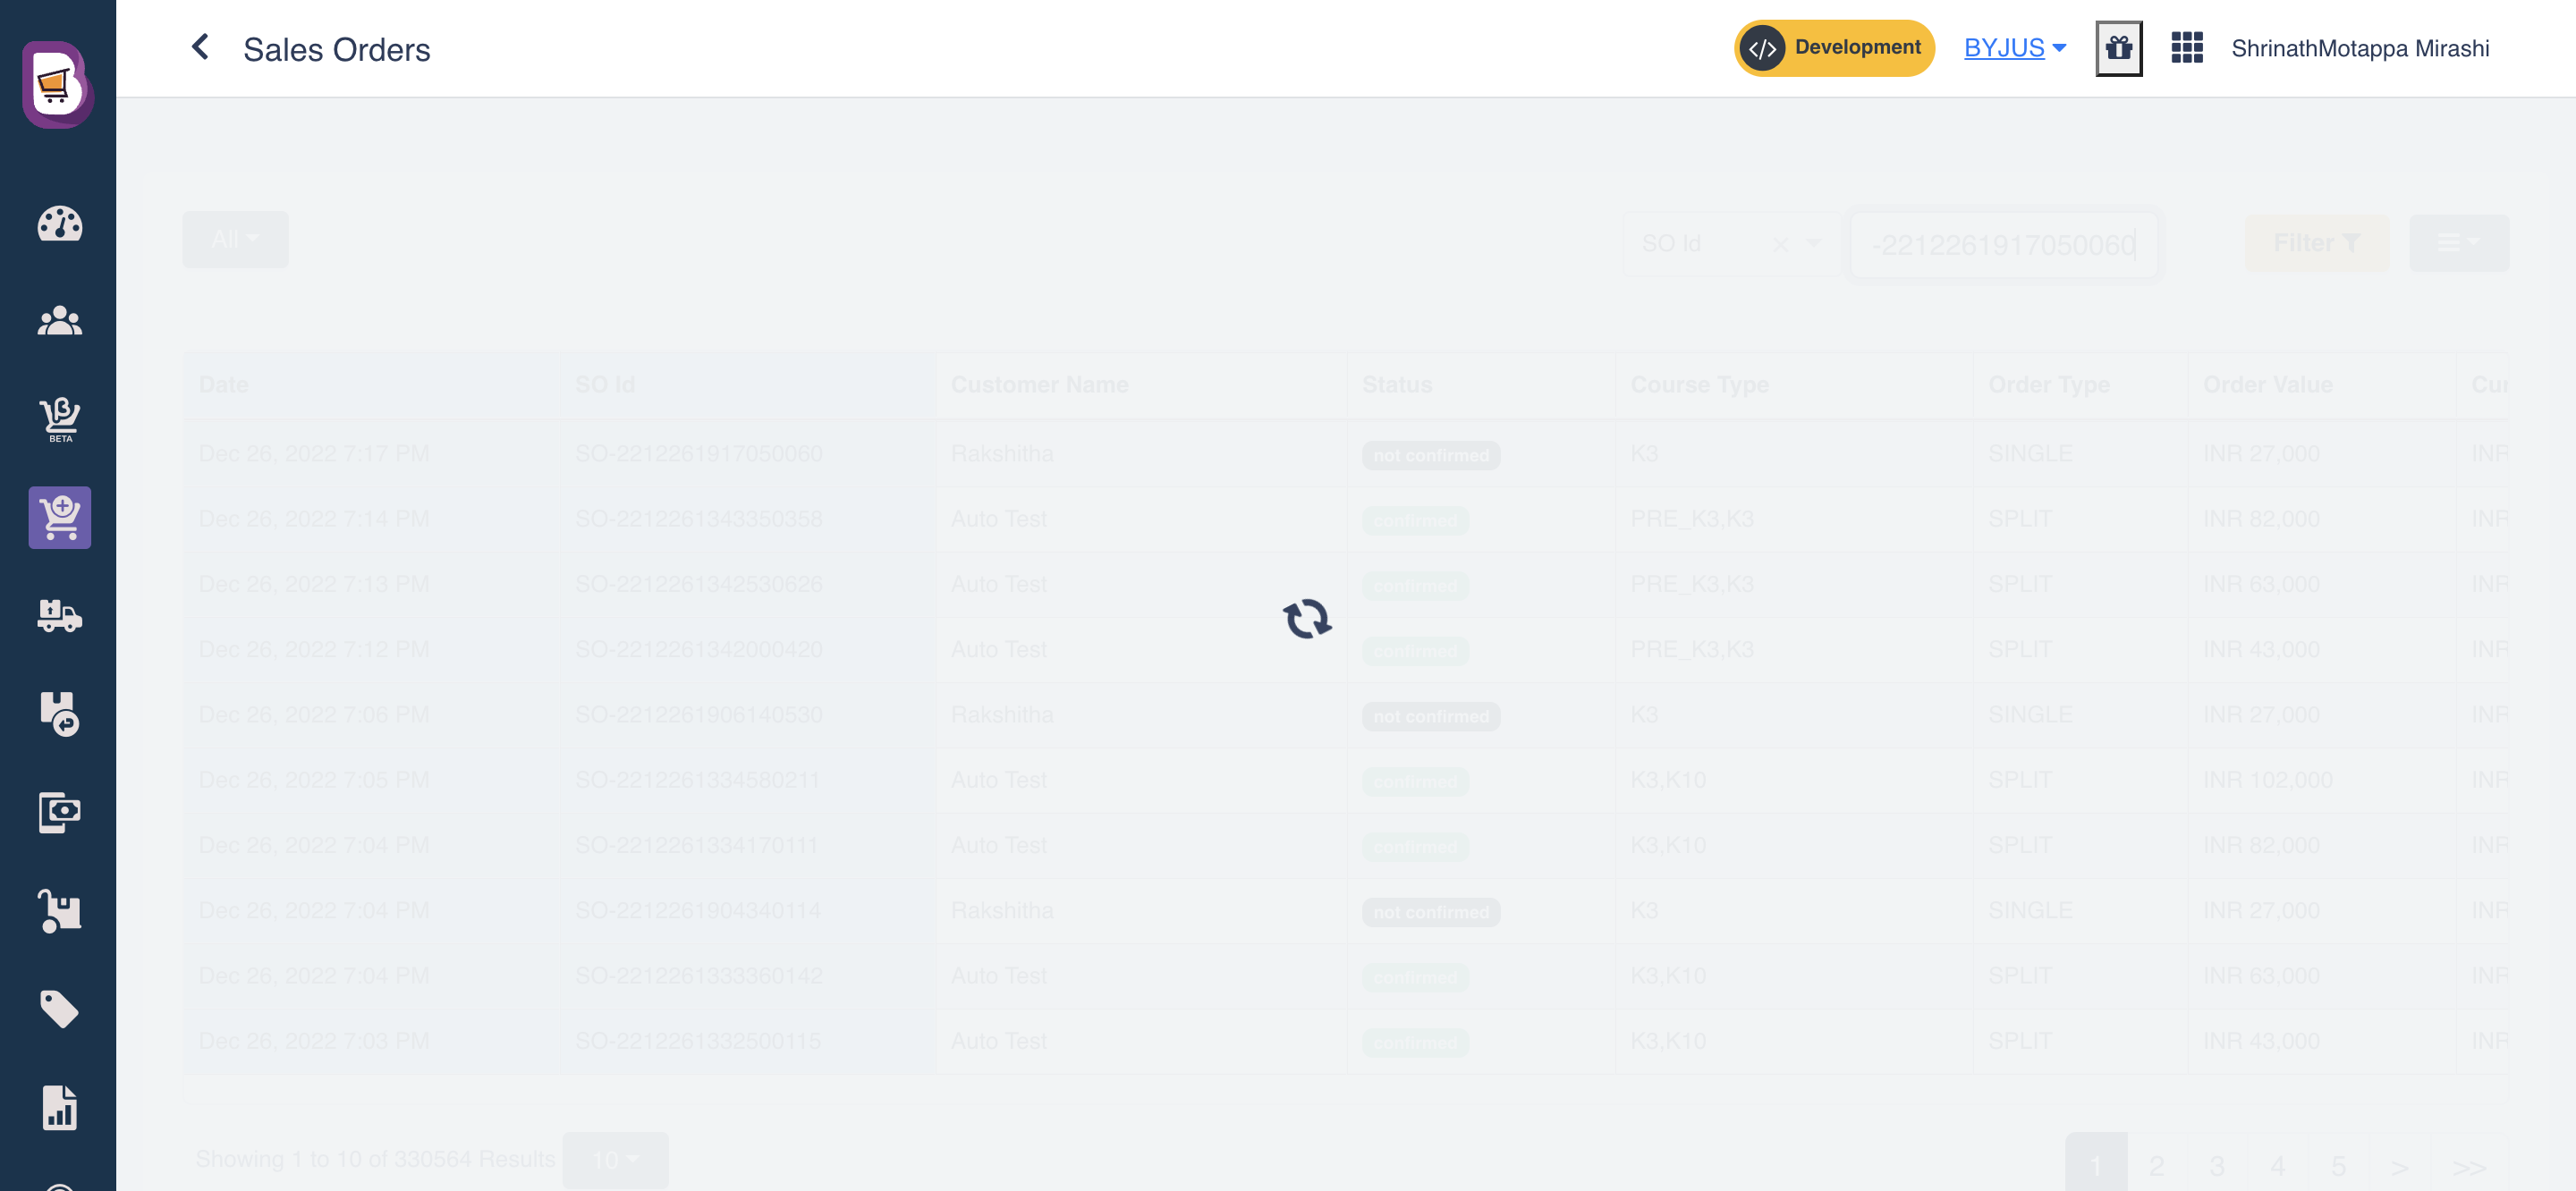 Sales Orders
Development
BYJUS
ShrinathMotappa Mirashi
BETA
All
SO Id
-2212261917050060
Filter
Date SO Id Customer Name Status Course Type Order Type Order Value Cur
Dec 26, 2022 7:17 PM SO-2212261917050060 Rakshitha not confirmed K3 SINGLE INR 27,000 INR
Dec 26, 2022 7:14 PM SO-2212261343350358 Auto Test confirmed PRE_K3,K3 SPLIT INR 82,000 INR
Dec 26, 2022 7:13 PM SO-2212261342530626 Auto Test confirmed PRE_K3,K3 SPLIT INR 63,000 INR
Dec 26, 2022 7:12 PM SO-2212261342000420 Auto Test confirmed PRE_K3,K3 SPLIT INR 43,000 INR
Dec 26, 2022 7:06 PM SO-2212261906140530 Rakshitha not confirmed K3 SINGLE INR 27,000 INR
Dec 26, 2022 7:05 PM SO-2212261334580211 Auto Test confirmed K3,K10 SPLIT INR 102,000 INR
Dec 26, 2022 7:04 PM SO-2212261334170111 Auto Test confirmed K3,K10 SPLIT INR 82,000 INR
Dec 26, 2022 7:04 PM SO-2212261904340114 Rakshitha not confirmed K3 SINGLE INR 27,000 INR
Dec 26, 2022 7:04 PM SO-2212261333360142 Auto Test confirmed K3,K10 SPLIT INR 63,000 INR
Dec 26, 2022 7:03 PM SO-2212261332500115 Auto Test confirmed K3,K10 SPLIT INR 43,000 INR
Showing 1 to 10 of 330564 Results 10
1 2 3 4 5 > >>